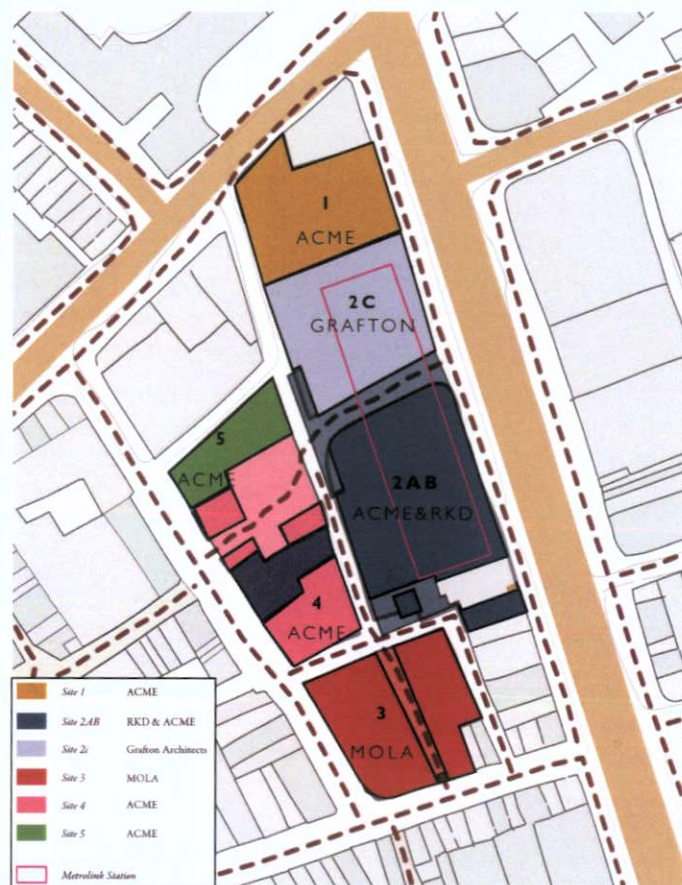 1
ACME
2C
GRAFTON
5
ACME
2AB
ACME&RKD
4
ACME
3
MOLA
Site 1 ACME
Site 2AB RKD & ACME
Site 2c Grafton Architects
Site 3 MOLA
Site 4 ACME
Site 5 ACME
Metrolink Station